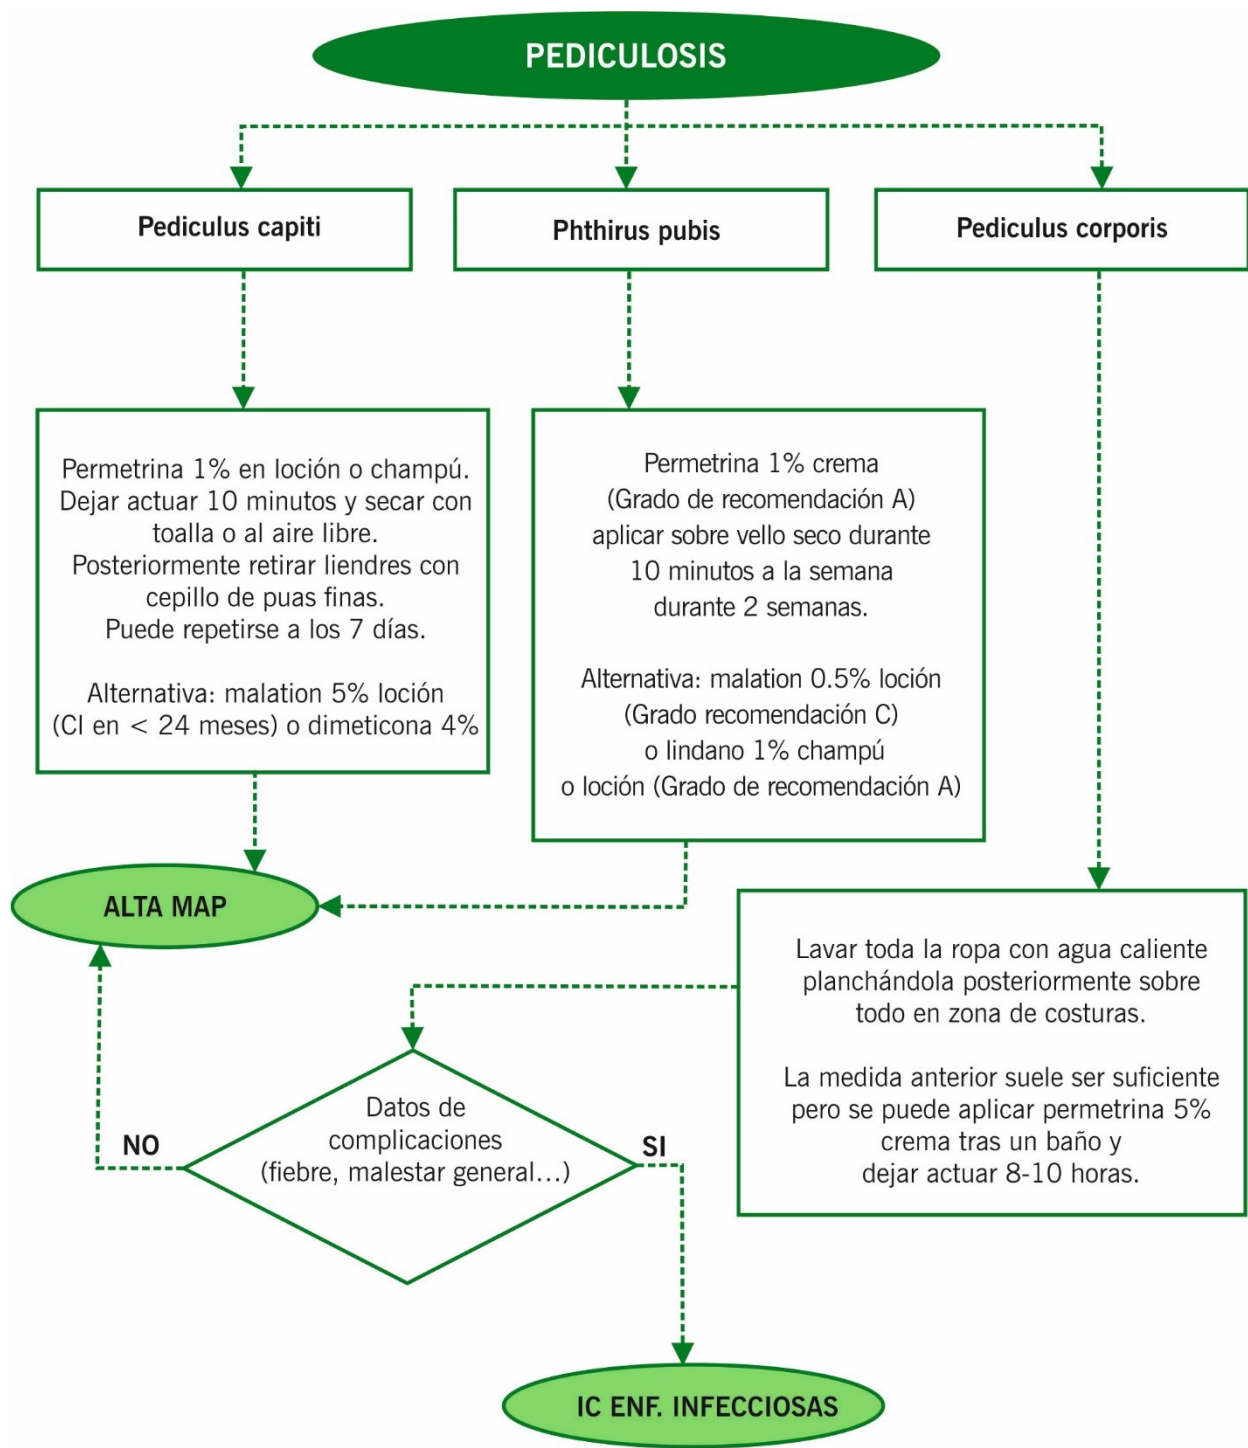 PEDICULOSIS
Pediculus capiti
Phthirus pubis
Pediculus corporis
Permetrina 1% en loción o champú.
Dejar actuar 10 minutos y secar con
toalla o al aire libre.
Posteriormente retirar liendres con
cepillo de puas finas.
Puede repetirse a los 7 días.
Alternativa: malation 5% loción
(CI en < 24 meses) o dimeticona 4%
Permetrina 1% crema
(Grado de recomendación A)
aplicar sobre vello seco durante
10 minutos a la semana
durante 2 semanas.
Alternativa: malation 0.5% loción
(Grado recomendación C)
o lindano 1% champú
o loción (Grado de recomendación A)
ALTA MAP
Lavar toda la ropa con agua caliente
planchándola posteriormente sobre
todo en zona de costuras.
La medida anterior suele ser suficiente
pero se puede aplicar permetrina 5%
crema tras un baño y
dejar actuar 8-10 horas.
Datos de
complicaciones
(fiebre, malestar general…)
NO
SI
IC ENF. INFECCIOSAS